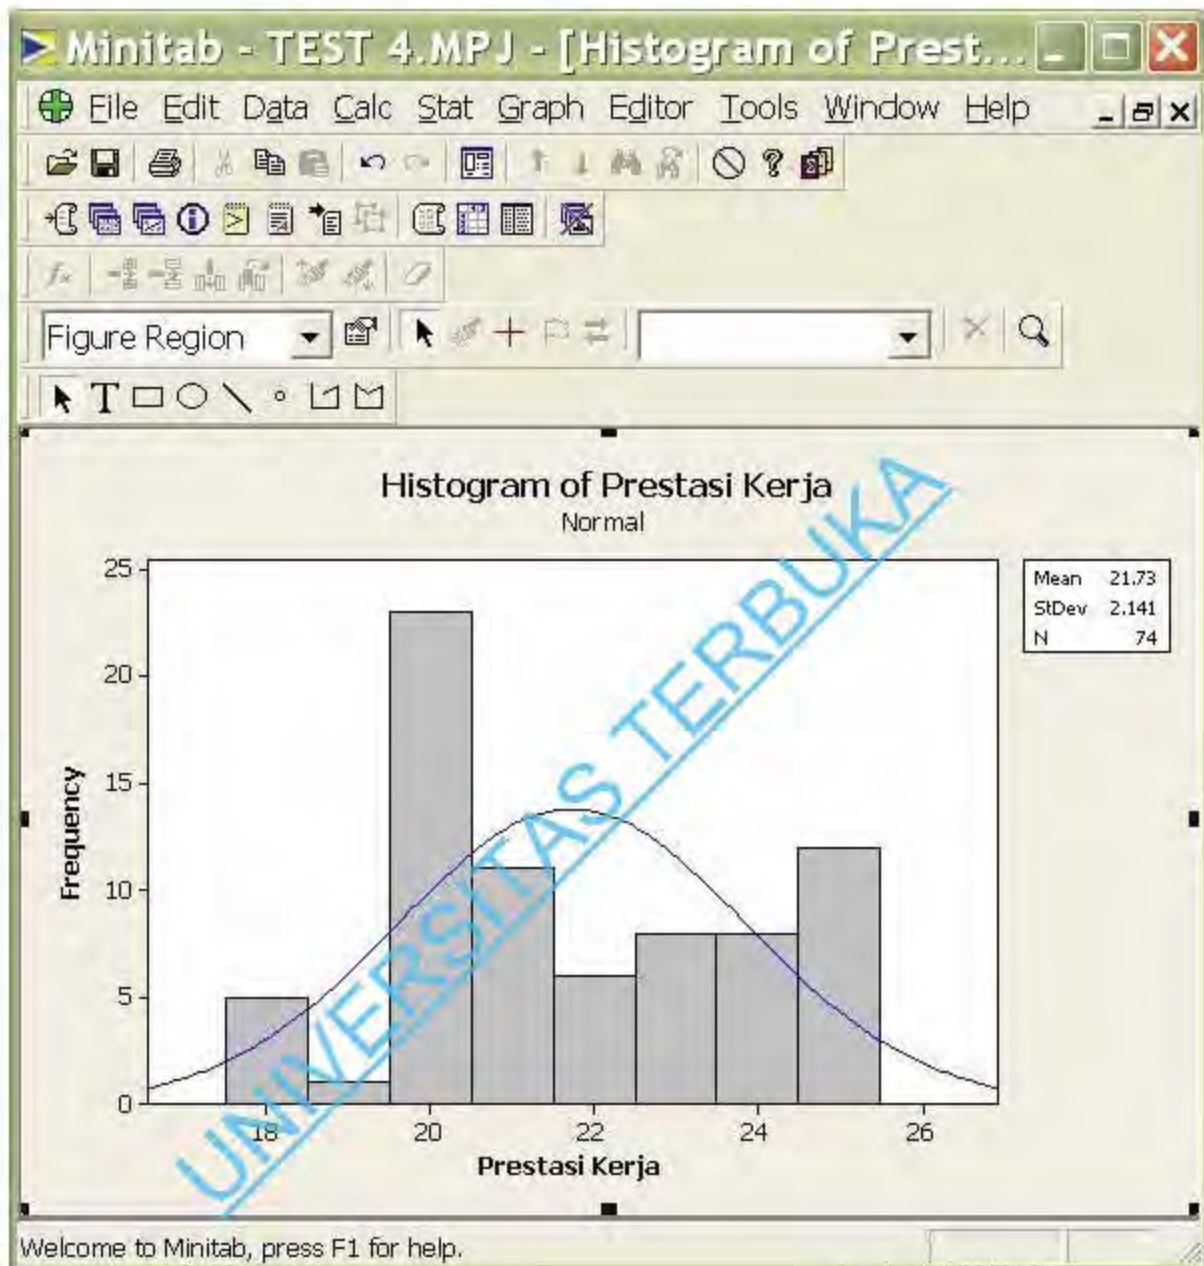 Minitab - TEST 4.MPJ - [Histogram of Prest...
File Edit Data Calc Stat Graph Editor Tools Window Help
Figure Region
Histogram of Prestasi Kerja
Normal
25
20
15
10
5
0
Frequency
18 20 22 24 26
Prestasi Kerja
Mean 21.73
StDev 2.141
N 74
UNIVERSITAS TERBUKA
Welcome to Minitab, press F1 for help.